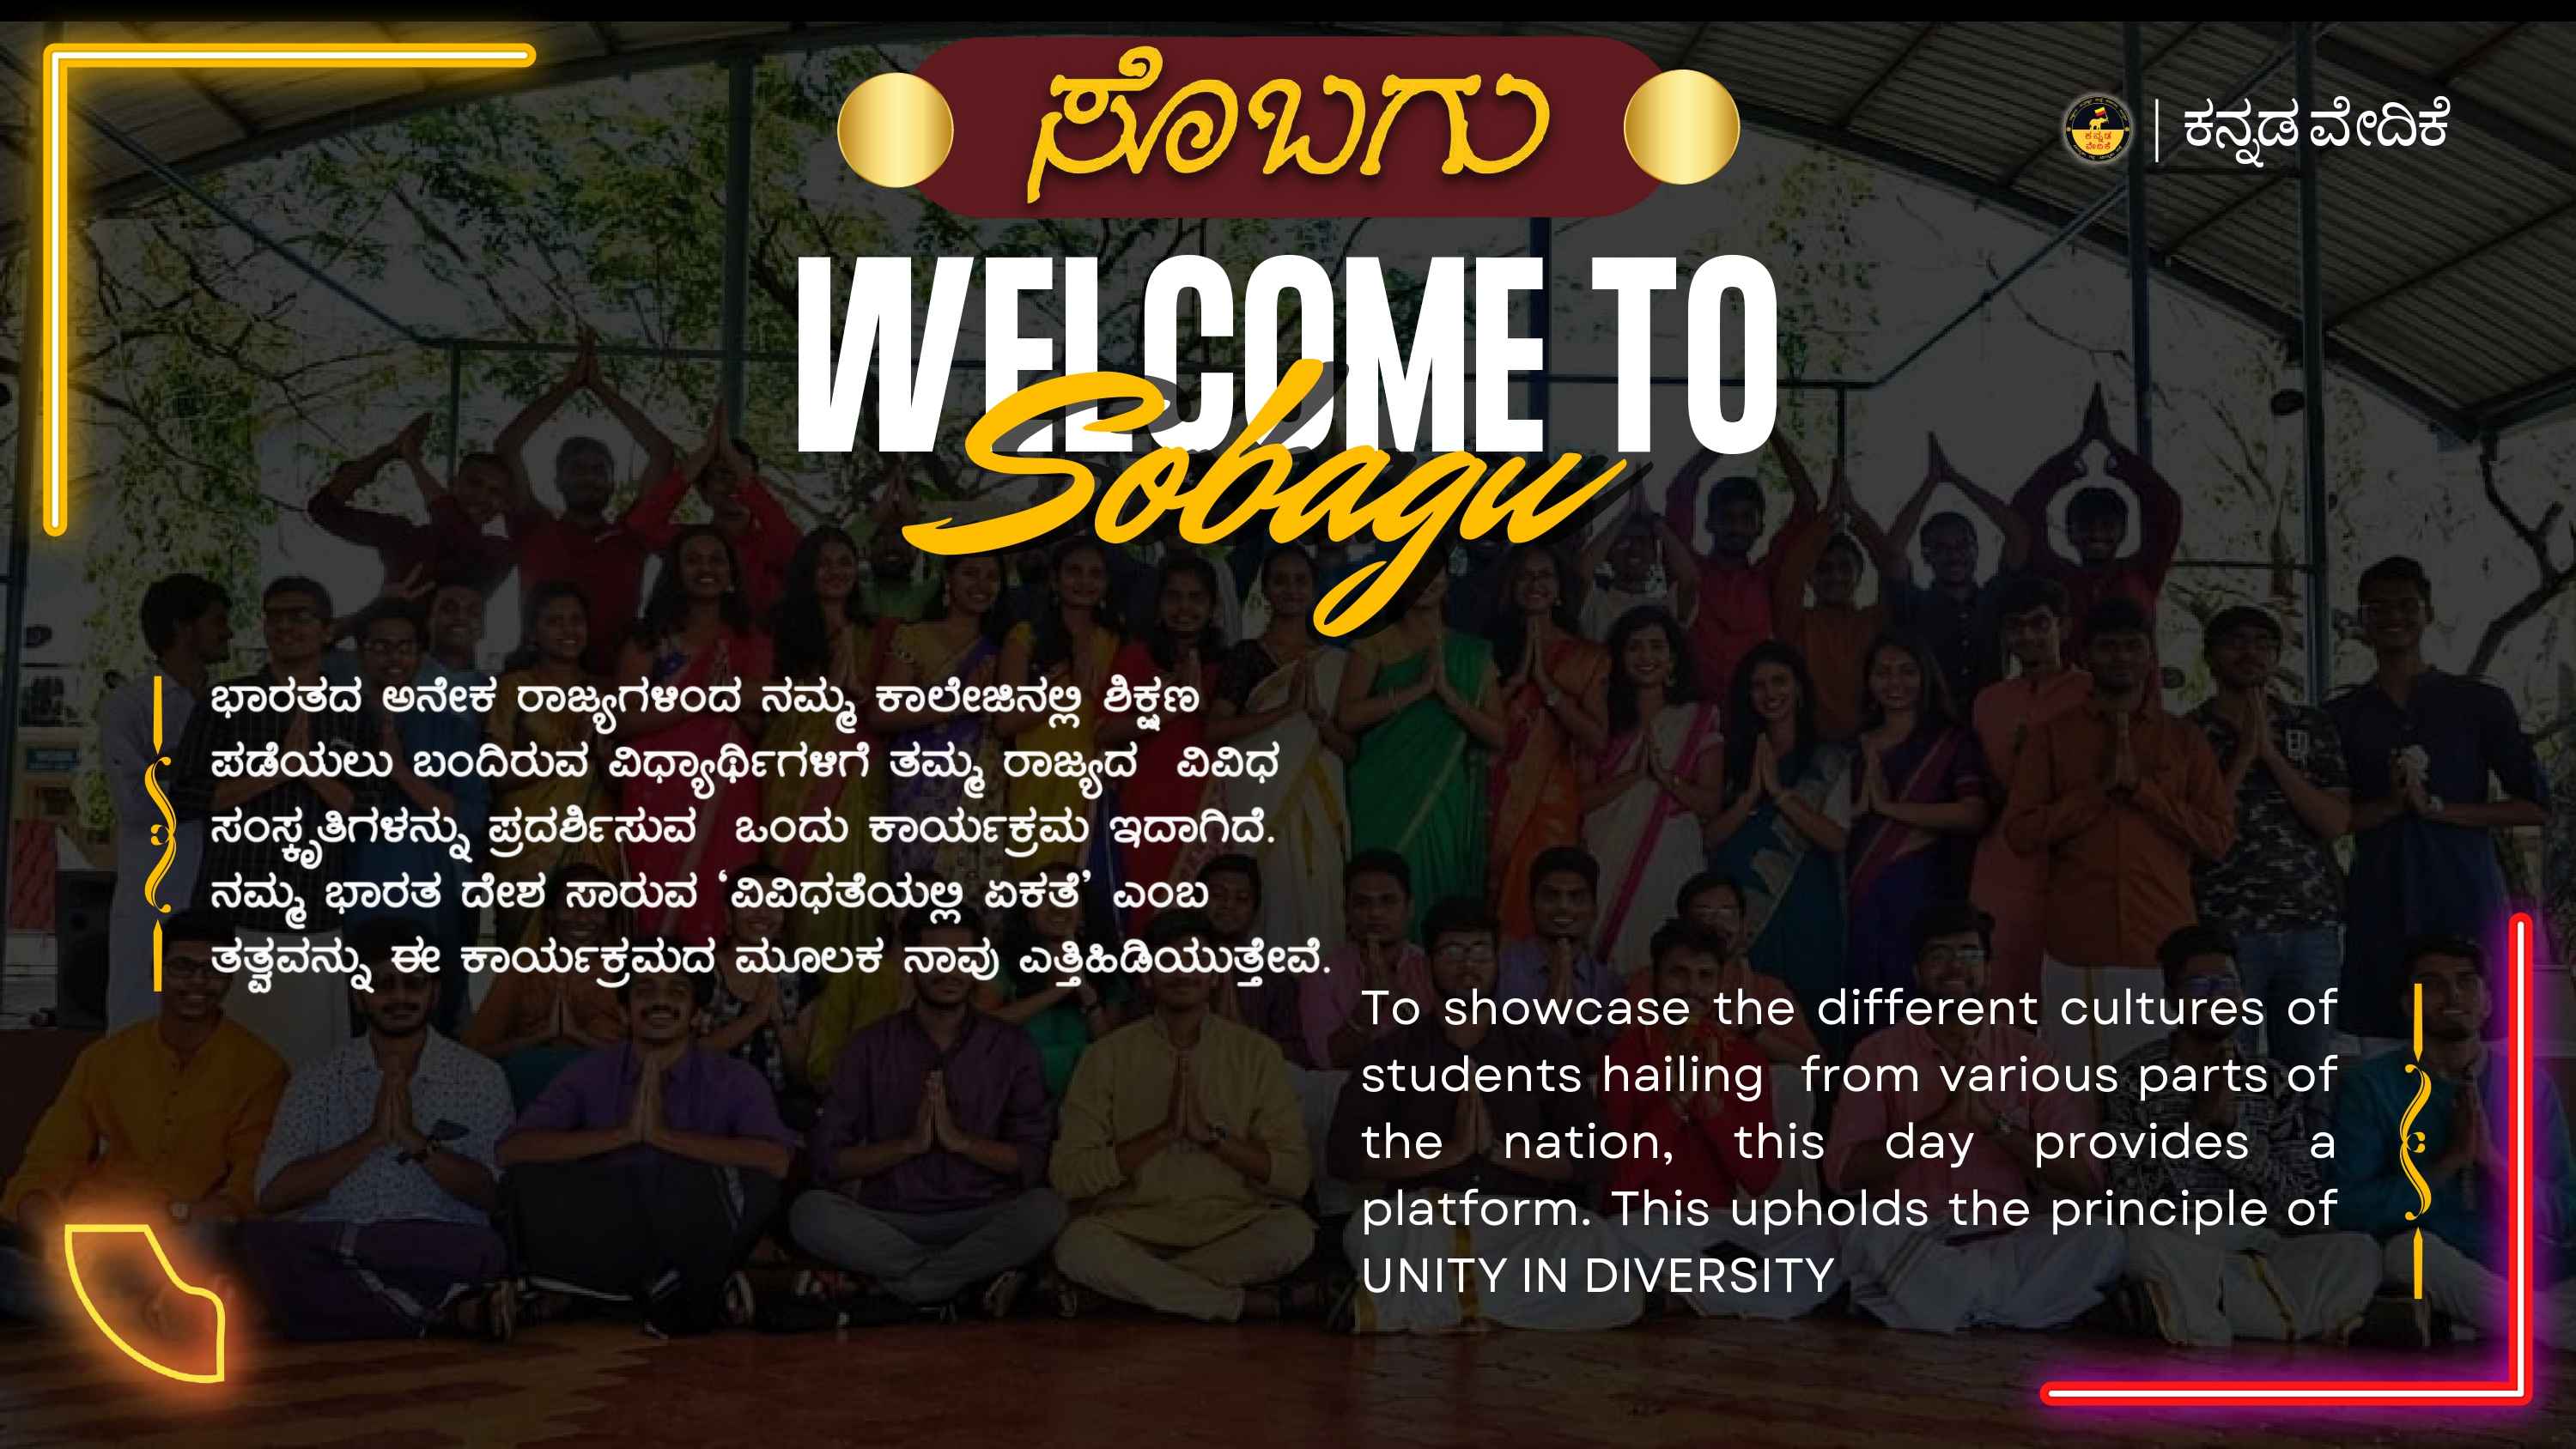 ಸೊಬಗು
ಕನ್ನಡ ವೇದಿಕೆ
ಕನ್ನಡ
ವೇದಿಕೆ
WELCOME TO
Sobagu
ಭಾರತದ ಅನೇಕ ರಾಜ್ಯಗಳಿಂದ ನಮ್ಮ ಕಾಲೇಜಿನಲ್ಲಿ ಶಿಕ್ಷಣ
ಪಡೆಯಲು ಬಂದಿರುವ ವಿಧ್ಯಾರ್ಥಿಗಳಿಗೆ ತಮ್ಮ ರಾಜ್ಯದ ವಿವಿಧ
ಸಂಸ್ಕೃತಿಗಳನ್ನು ಪ್ರದರ್ಶಿಸುವ ಒಂದು ಕಾರ್ಯಕ್ರಮ ಇದಾಗಿದೆ.
ನಮ್ಮ ಭಾರತ ದೇಶ ಸಾರುವ ‘ವಿವಿಧತೆಯಲ್ಲಿ ಏಕತೆ’ ಎಂಬ
ತತ್ವವನ್ನು ಈ ಕಾರ್ಯಕ್ರಮದ ಮೂಲಕ ನಾವು ಎತ್ತಿಹಿಡಿಯುತ್ತೇವೆ.
To showcase the different cultures of
students hailing from various parts of
the nation, this day provides a
platform. This upholds the principle of
UNITY IN DIVERSITY